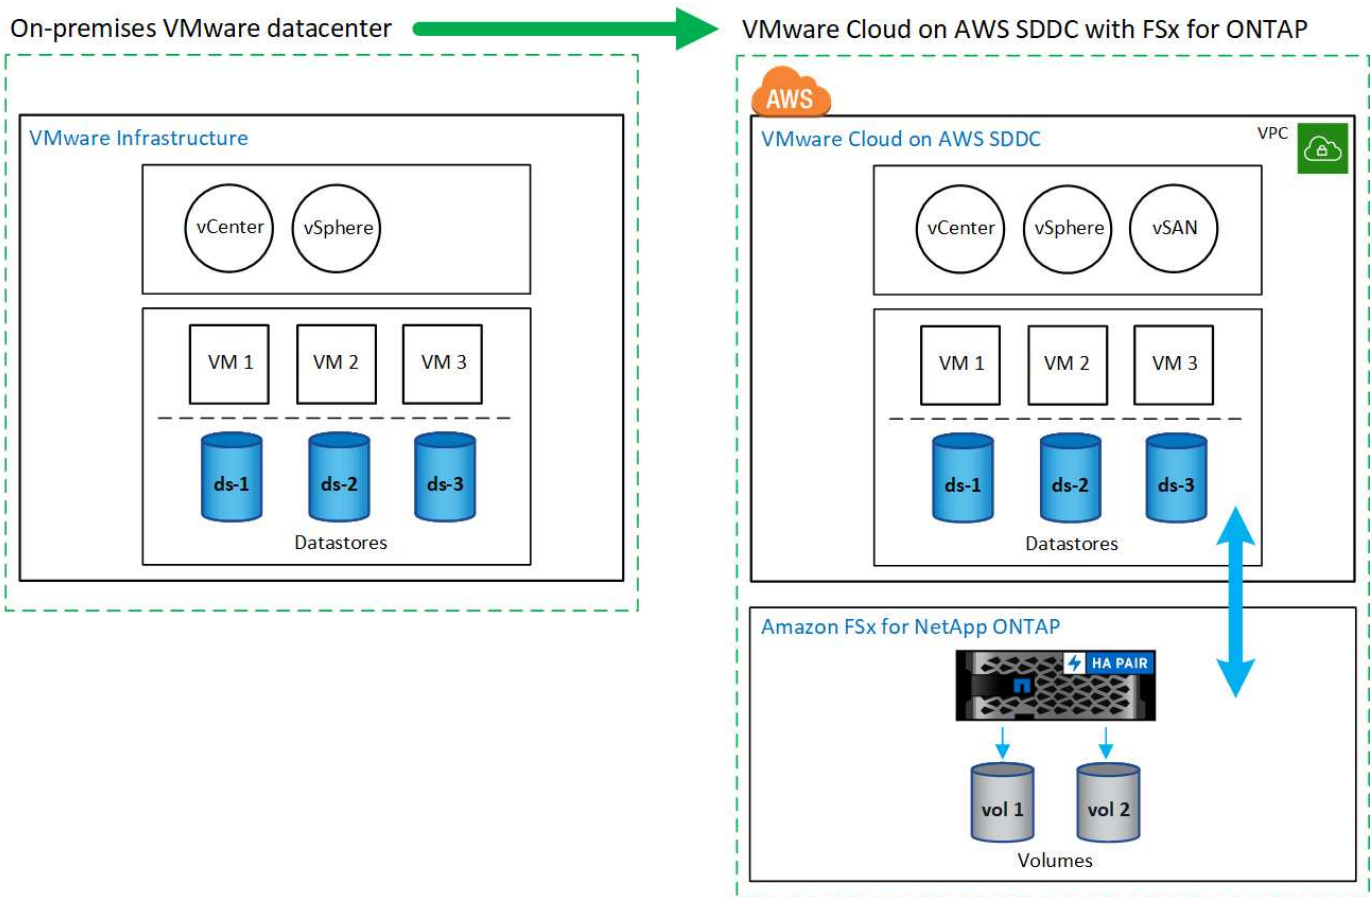 On-premises VMware datacenter
VMware Infrastructure
vCenter
vSphere
VM 1
VM 2
VM 3
ds-1
ds-2
ds-3
Datastores
VMware Cloud on AWS SDDC with FSx for ONTAP
AWS
VMware Cloud on AWS SDDC
VPC
vCenter
vSphere
vSAN
VM 1
VM 2
VM 3
ds-1
ds-2
ds-3
Datastores
Amazon FSx for NetApp ONTAP
HA PAIR
vol 1
vol 2
Volumes